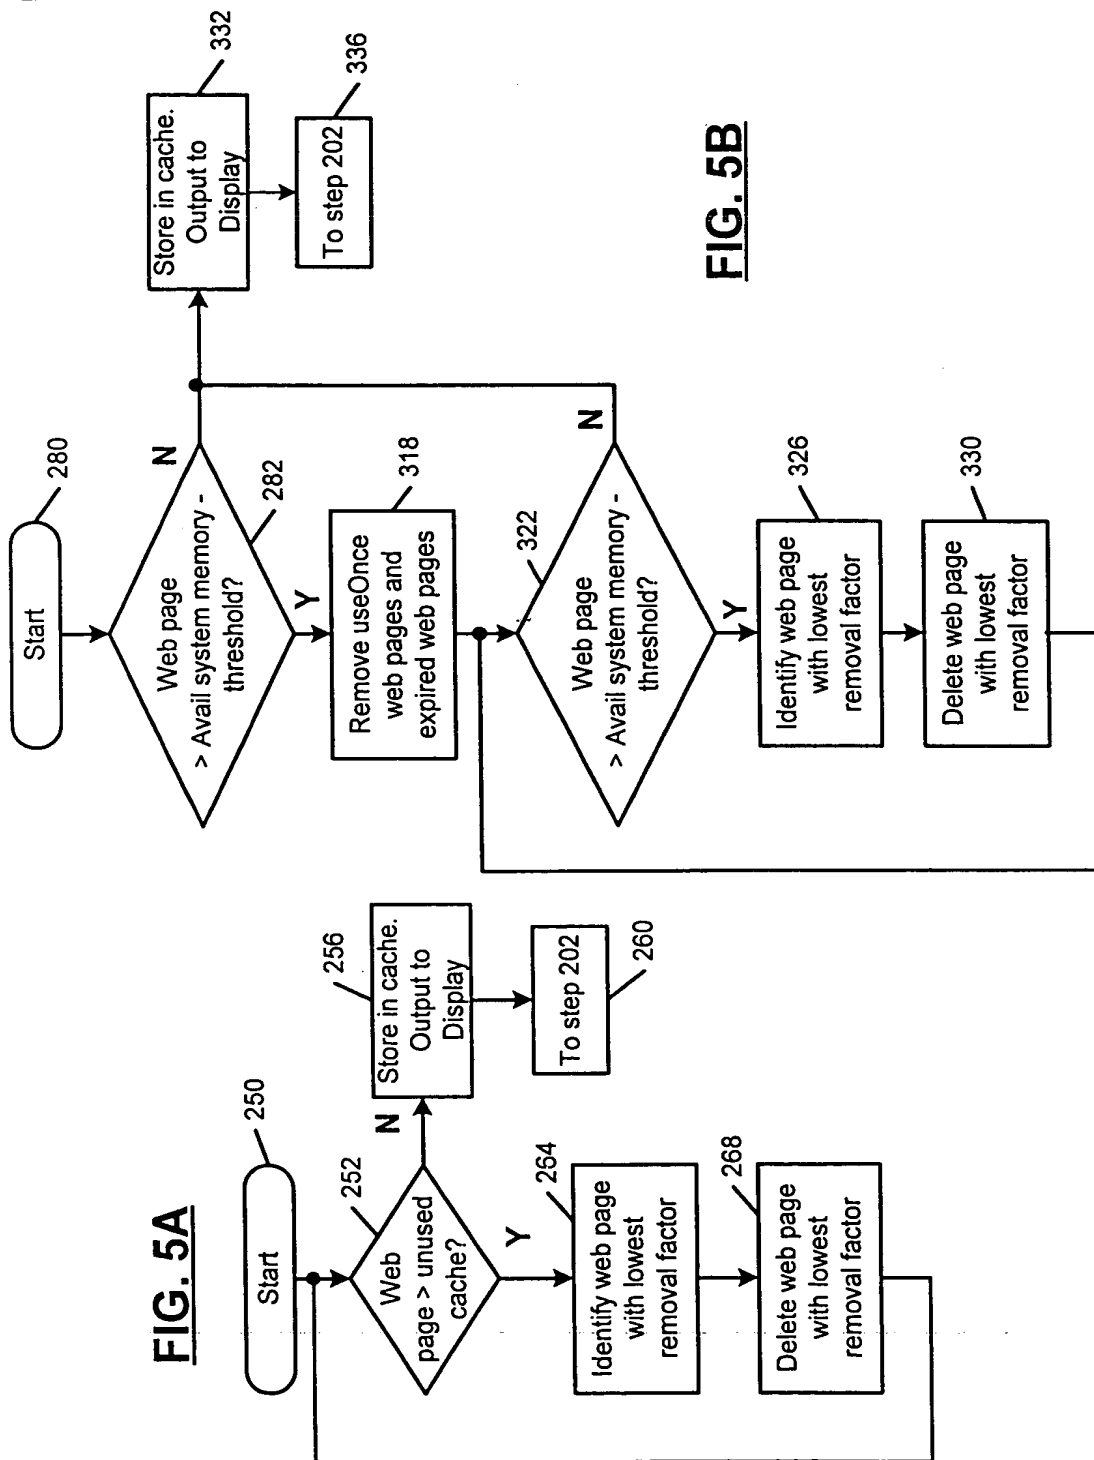 FIG. 5A
Start
250
Web
page > unused
cache?
252
N
Y
Store in cache.
Output to
Display
256
To step 202
260
Identify web page
with lowest
removal factor
264
Delete web page
with lowest
removal factor
268
FIG. 5B
Start
280
Web page
> Avail system memory -
threshold?
282
N
Y
Store in cache.
Output to
Display
332
To step 202
336
Remove useOnce
web pages and
expired web pages
318
Web page
> Avail system memory -
threshold?
322
N
Y
Identify web page
with lowest
removal factor
326
Delete web page
with lowest
removal factor
330